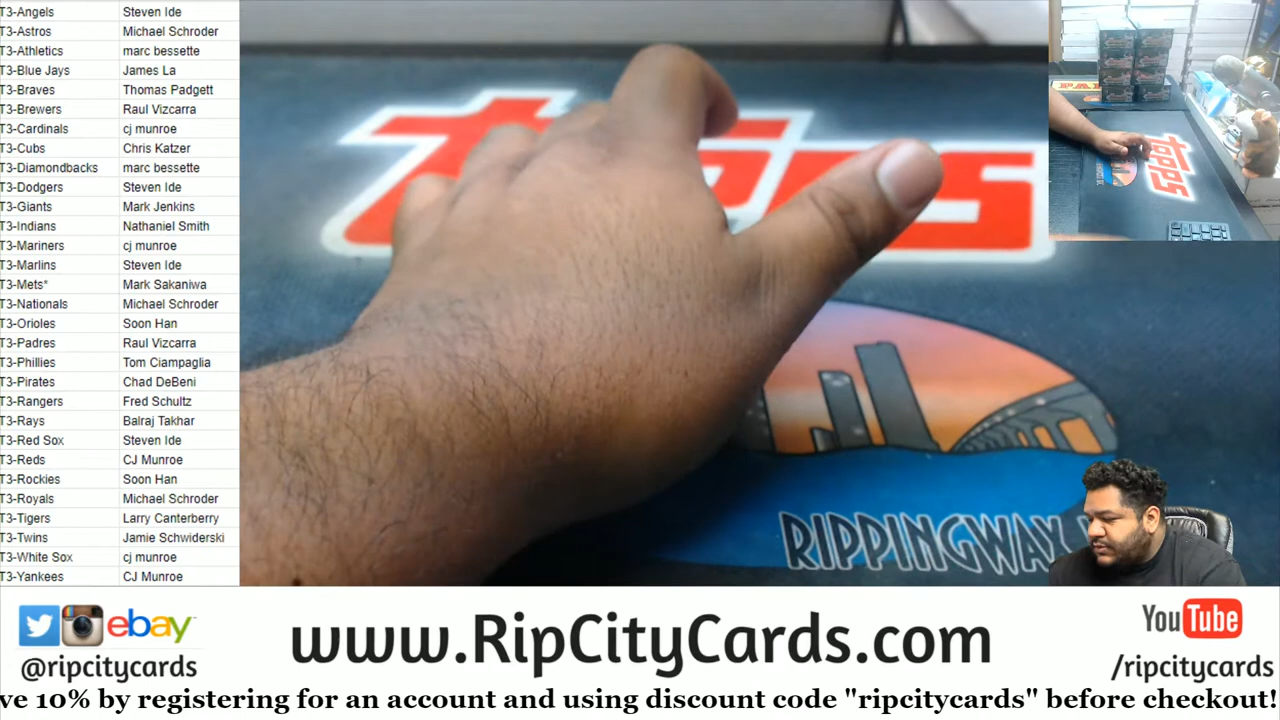 T3-Angels Steven Ide
T3-Astros Michael Schroder
T3-Athletics marc bessette
T3-Blue Jays James La
T3-Braves Thomas Padgett
T3-Brewers Raul Vizcarra
T3-Cardinals cj munroe
T3-Cubs Chris Katzer
T3-Diamondbacks marc bessette
T3-Dodgers Steven Ide
T3-Giants Mark Jenkins
T3-Indians Nathaniel Smith
T3-Mariners cj munroe
T3-Marlins Steven Ide
T3-Mets* Mark Sakaniwa
T3-Nationals Michael Schroder
T3-Orioles Soon Han
T3-Padres Raul Vizcarra
T3-Phillies Tom Ciampaglia
T3-Pirates Chad DeBeni
T3-Rangers Fred Schultz
T3-Rays Balraj Takhar
T3-Red Sox Steven Ide
T3-Reds CJ Munroe
T3-Rockies Soon Han
T3-Royals Michael Schroder
T3-Tigers Larry Canterberry
T3-Twins Jamie Schwiderski
T3-White Sox cj munroe
T3-Yankees CJ Munroe
topps
RIPPINGWAX
topps
ebay
@ripcitycards
www.RipCityCards.com
YouTube
/ripcitycards
ve 10% by registering for an account and using discount code "ripcitycards" before checkout!